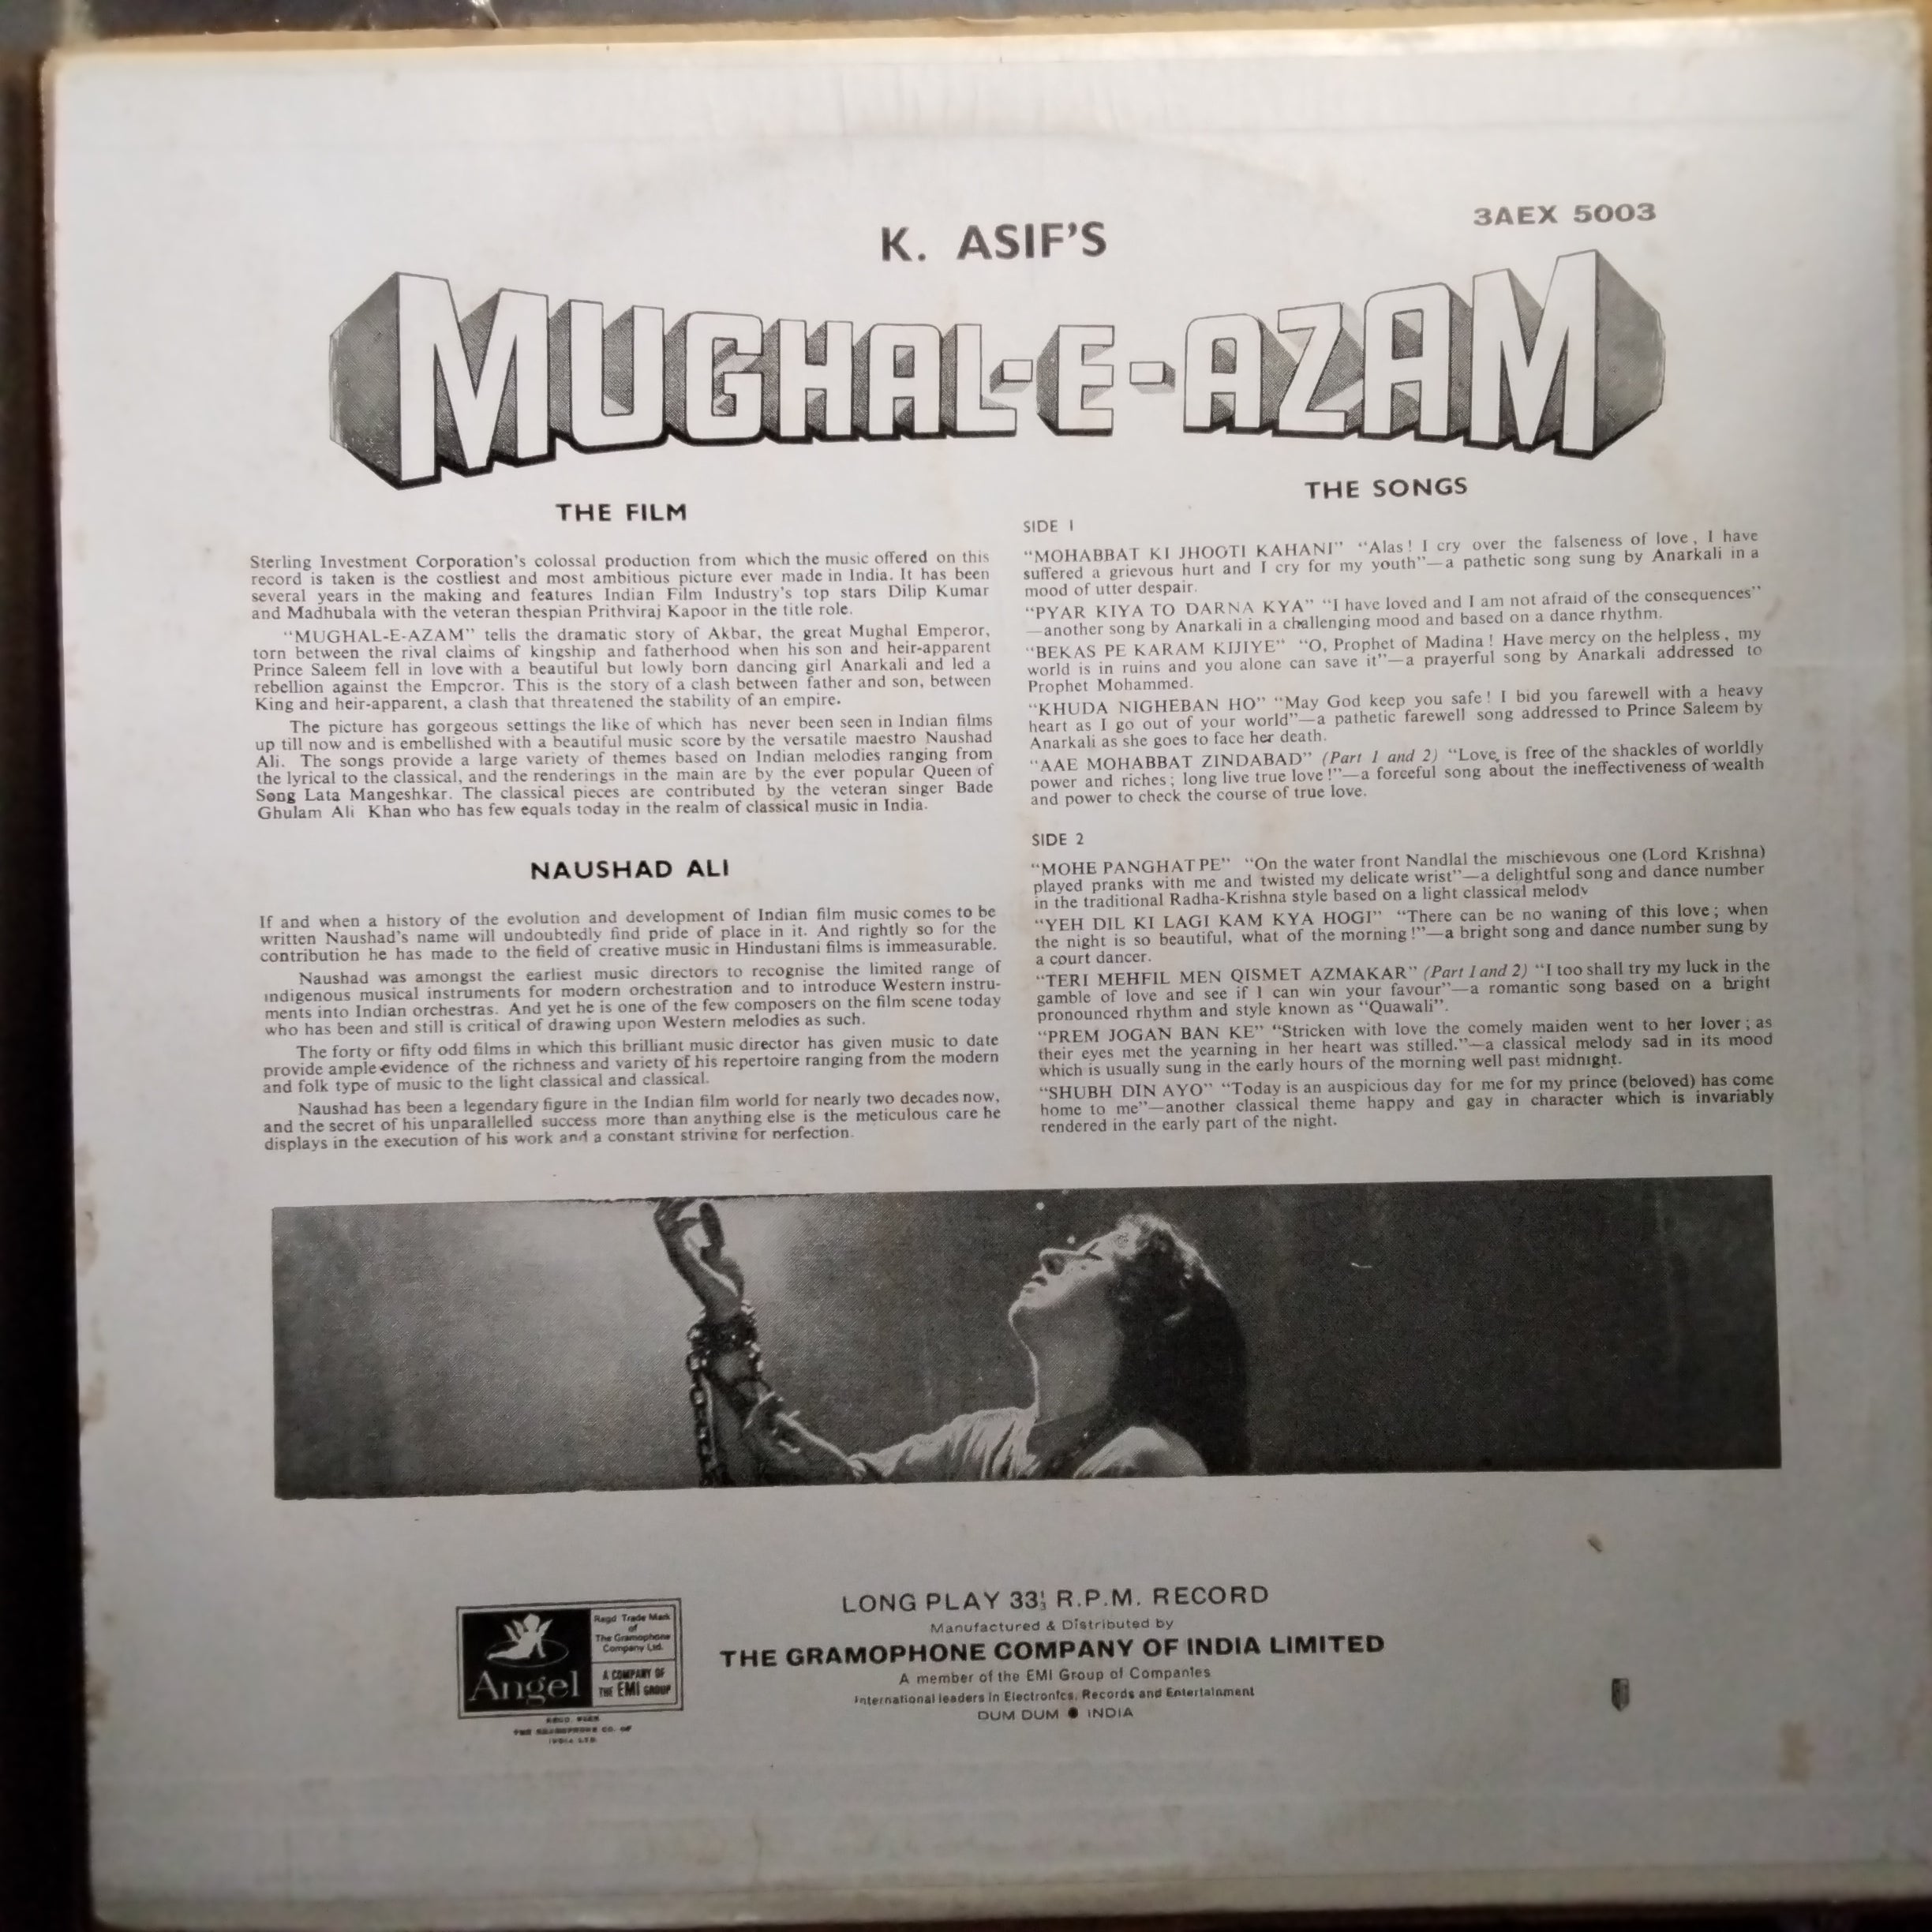 3AEX 5003
K. ASIF'S
MUGHAL-E-AZAM
THE FILM
Sterling Investment Corporation's colossal production from which the music offered on this
record is taken is the costliest and most ambitious picture ever made in India. It has been
several years in the making and features Indian Film Industry's top stars Dilip Kumar
and Madhubala with the veteran thespian Prithviraj Kapoor in the title role.
"MUGHAL-E-AZAM" tells the dramatic story of Akbar, the great Mughal Emperor,
torn between the rival claims of kingship and fatherhood when his son and heir-apparent
Prince Saleem fell in love with a beautiful but lowly born dancing girl Anarkali and led a
rebellion against the Emperor. This is the story of a clash between father and son, between
King and heir-apparent, a clash that threatened the stability of an empire.
The picture has gorgeous settings the like of which has never been seen in Indian films
up till now and is embellished with a beautiful music score by the versatile maestro Naushad
Ali. The songs provide a large variety of themes based on Indian melodies ranging from
the lyrical to the classical, and the renderings in the main are by the ever popular Queen of
Song Lata Mangeshkar. The classical pieces are contributed by the veteran singer Bade
Ghulam Ali Khan who has few equals today in the realm of classical music in India.
NAUSHAD ALI
If and when a history of the evolution and development of Indian film music comes to be
written Naushad's name will undoubtedly find pride of place in it. And rightly so for the
contribution he has made to the field of creative music in Hindustani films is immeasurable.
Naushad was amongst the earliest music directors to recognise the limited range of
indigenous musical instruments for modern orchestration and to introduce Western instru-
ments into Indian orchestras. And yet he is one of the few composers on the film scene today
who has been and still is critical of drawing upon Western melodies as such.
The forty or fifty odd films in which this brilliant music director has given music to date
provide ample evidence of the richness and variety of his repertoire ranging from the modern
and folk type of music to the light classical and classical.
Naushad has been a legendary figure in the Indian film world for nearly two decades now,
and the secret of his unparallelled success more than anything else is the meticulous care he
displays in the execution of his work and a constant striving for perfection.
THE SONGS
SIDE 1
"MOHABBAT KI JHOOTI KAHANI" "Alas! I cry over the falseness of love, I have
suffered a grievous hurt and I cry for my youth"—a pathetic song sung by Anarkali in a
mood of utter despair.
"PYAR KIYA TO DARNA KYA" "I have loved and I am not afraid of the consequences"
—another song by Anarkali in a challenging mood and based on a dance rhythm.
"BEKAS PE KARAM KIJIYE" "O, Prophet of Madina! Have mercy on the helpless, my
world is in ruins and you alone can save it"—a prayerful song by Anarkali addressed to
Prophet Mohammed.
"KHUDA NIGHEBAN HO" "May God keep you safe! I bid you farewell with a heavy
heart as I go out of your world"—a pathetic farewell song addressed to Prince Saleem by
Anarkali as she goes to face her death.
"AAE MOHABBAT ZINDABAD" (Part 1 and 2) "Love is free of the shackles of worldly
power and riches; long live true love!"—a forceful song about the ineffectiveness of wealth
and power to check the course of true love.
SIDE 2
"MOHE PANGHAT PE" "On the water front Nandlal the mischievous one (Lord Krishna)
played pranks with me and twisted my delicate wrist"—a delightful song and dance number
in the traditional Radha-Krishna style based on a light classical melody
"YEH DIL KI LAGI KAM KYA HOGI" "There can be no waning of this love; when
the night is so beautiful, what of the morning!"—a bright song and dance number sung by
a court dancer.
"TERI MEHFIL MEN QISMET AZMAKAR" (Part 1 and 2) "I too shall try my luck in the
gamble of love and see if I can win your favour"—a romantic song based on a bright
pronounced rhythm and style known as "Quawali".
"PREM JOGAN BAN KE" "Stricken with love the comely maiden went to her lover; as
their eyes met the yearning in her heart was stilled."—a classical melody sad in its mood
which is usually sung in the early hours of the morning well past midnight.
"SHUBH DIN AYO" "Today is an auspicious day for me for my prince (beloved) has come
home to me"—another classical theme happy and gay in character which is invariably
rendered in the early part of the night.
Angel
Regd Trade Mark
of
The Gramophone
Company Ltd.
A COMPANY OF
THE EMI GROUP
REGD. USER
THE GRAMOPHONE CO. OF
INDIA LTD.
LONG PLAY 33⅓ R.P.M. RECORD
Manufactured & Distributed by
THE GRAMOPHONE COMPANY OF INDIA LIMITED
A member of the EMI Group of Companies
International leaders in Electronics, Records and Entertainment
DUM DUM ● INDIA